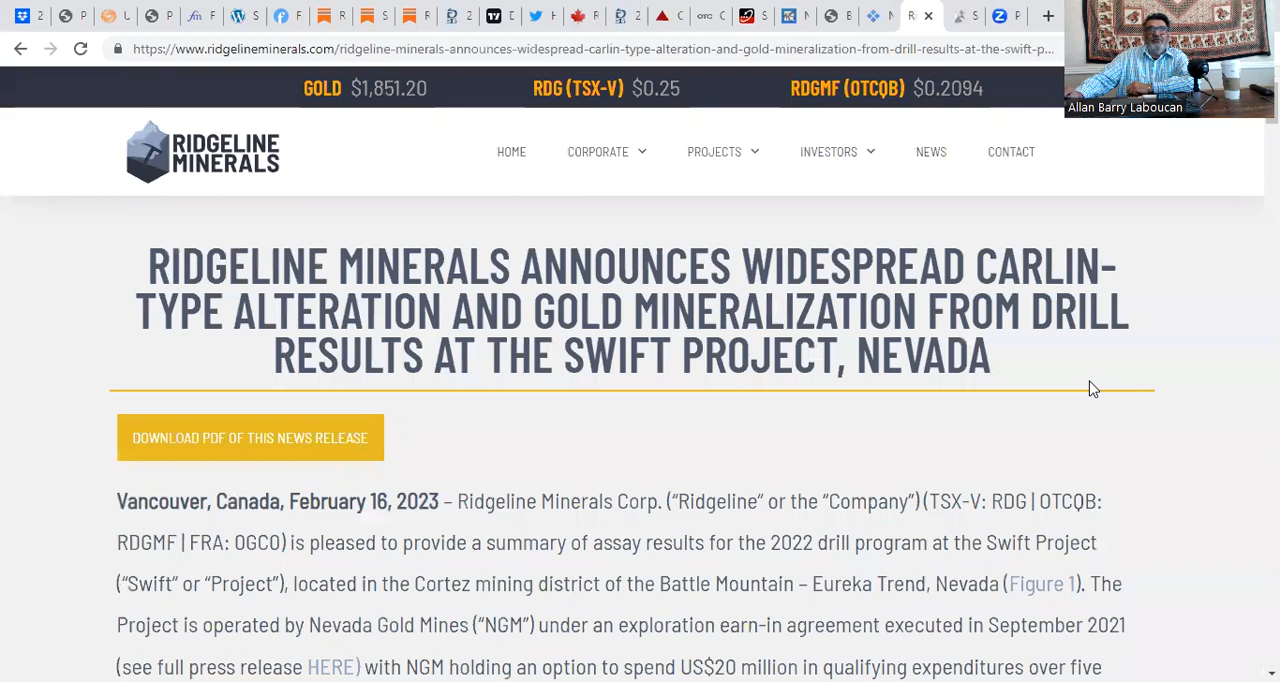 2
P
U
P
F
S
F
R
S
R
2
D
H
R
2
C
OTC C
S
N
B
N
R
S
P
https://www.ridgelineminerals.com/ridgeline-minerals-announces-widespread-carlin-type-alteration-and-gold-mineralization-from-drill-results-at-the-swift-p...
Allan Barry Laboucan
GOLD $1,851.20 RDG (TSX-V) $0.25 RDGMF (OTCQB) $0.2094
RIDGELINE
MINERALS
HOME CORPORATE PROJECTS INVESTORS NEWS CONTACT
RIDGELINE MINERALS ANNOUNCES WIDESPREAD CARLIN-
TYPE ALTERATION AND GOLD MINERALIZATION FROM DRILL
RESULTS AT THE SWIFT PROJECT, NEVADA
DOWNLOAD PDF OF THIS NEWS RELEASE
Vancouver, Canada, February 16, 2023 – Ridgeline Minerals Corp. (“Ridgeline” or the “Company”) (TSX-V: RDG | OTCQB:
RDGMF | FRA: OGC0) is pleased to provide a summary of assay results for the 2022 drill program at the Swift Project
(“Swift” or “Project”), located in the Cortez mining district of the Battle Mountain – Eureka Trend, Nevada (Figure 1). The
Project is operated by Nevada Gold Mines (“NGM”) under an exploration earn-in agreement executed in September 2021
(see full press release HERE) with NGM holding an option to spend US$20 million in qualifying expenditures over five